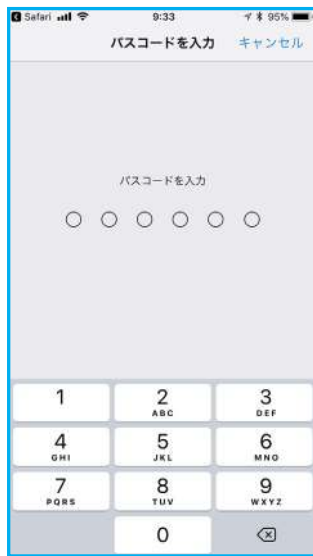 Safari 9:33 95%
パスコードを入力 キャンセル
パスコードを入力
1 2 3
ABC DEF
4 5 6
GHI JKL MNO
7 8 9
PQRS TUV WXYZ
0